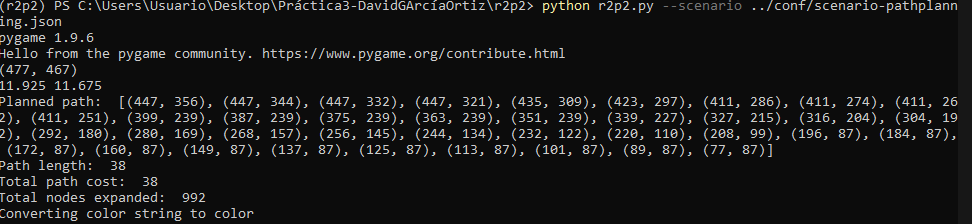 (r2p2) PS C:\Users\Usuario\Desktop\Práctica3-DavidGArcíaOrtiz\r2p2> python r2p2.py --scenario ../conf/scenario-pathplann
ing.json
pygame 1.9.6
Hello from the pygame community. https://www.pygame.org/contribute.html
(477, 467)
11.925 11.675
Planned path:  [(447, 356), (447, 344), (447, 332), (447, 321), (435, 309), (423, 297), (411, 286), (411, 274), (411, 26
2), (411, 251), (399, 239), (387, 239), (375, 239), (363, 239), (351, 239), (339, 227), (327, 215), (316, 204), (304, 19
2), (292, 180), (280, 169), (268, 157), (256, 145), (244, 134), (232, 122), (220, 110), (208, 99), (196, 87), (184, 87),
(172, 87), (160, 87), (149, 87), (137, 87), (125, 87), (113, 87), (101, 87), (89, 87), (77, 87)]
Path length:  38
Total path cost:  38
Total nodes expanded:  992
Converting color string to color